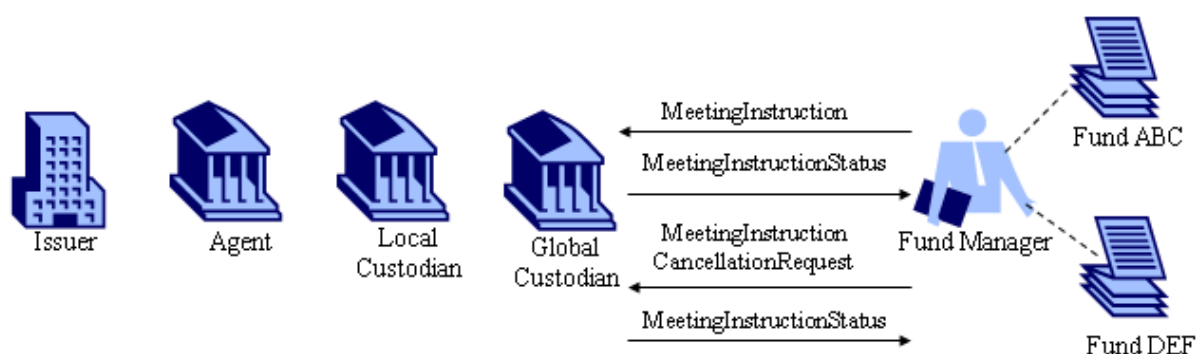 MeetingInstruction
Fund ABC
MeetingInstructionStatus
Issuer
Agent
Local
Custodian
Global
Custodian
MeetingInstruction
CancellationRequest
Fund Manager
MeetingInstructionStatus
Fund DEF